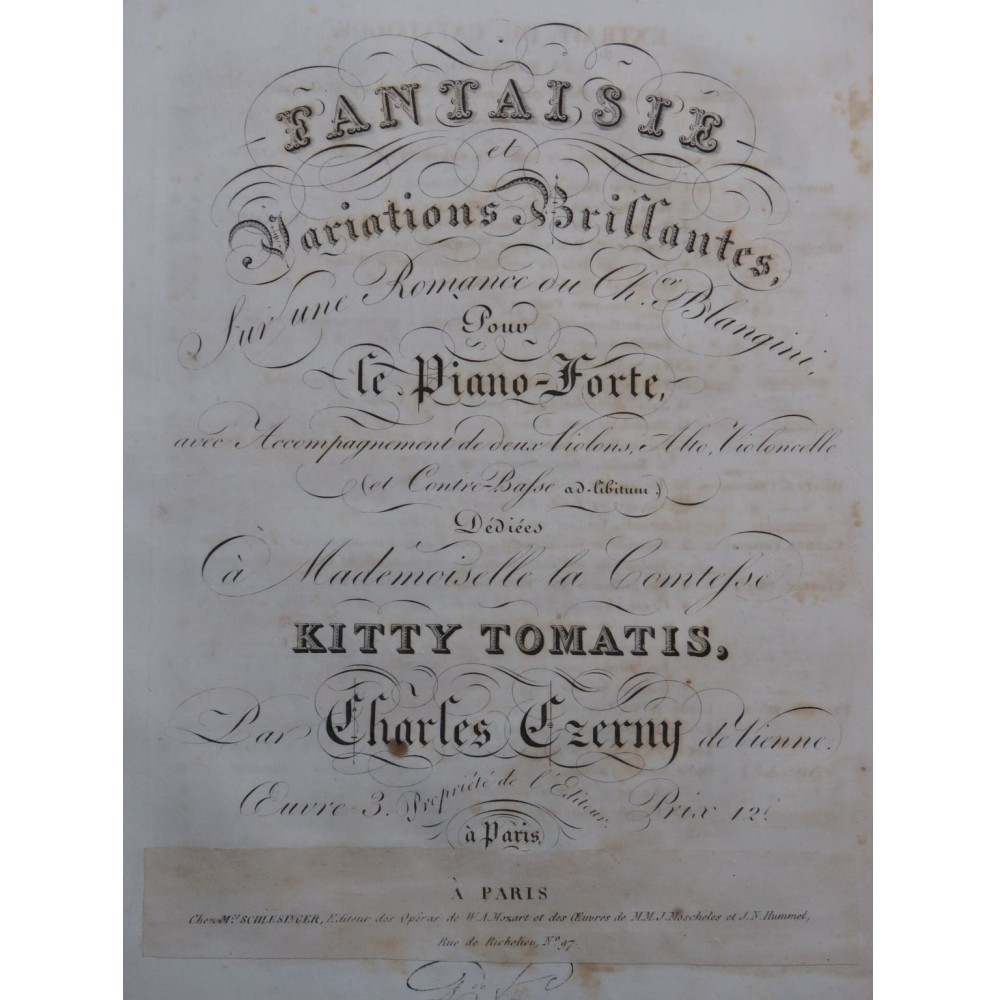 FANTAISIE
et
Variations Brillantes,
Sur une Romance du Ch.er Blangini,
Pour
le Piano-Forte,
avec Accompagnement de deux Violons, Alto, Violoncelle
(et Contre-Basse ad-libitum.)
Dédiées
à Mademoiselle la Comtesse
KITTY TOMATIS,
Par Charles Czerny de Vienne.
Œuvre 3. Propriété de l'Editeur. Prix 12f
à Paris,
À PARIS
Chez Mce. SCHLESINGER, Editeur des Opéras de W. A. Mozart et des Œuvres de M.M. J. Moscheles et J. N. Hummel,
Rue de Richelieu, No. 97.